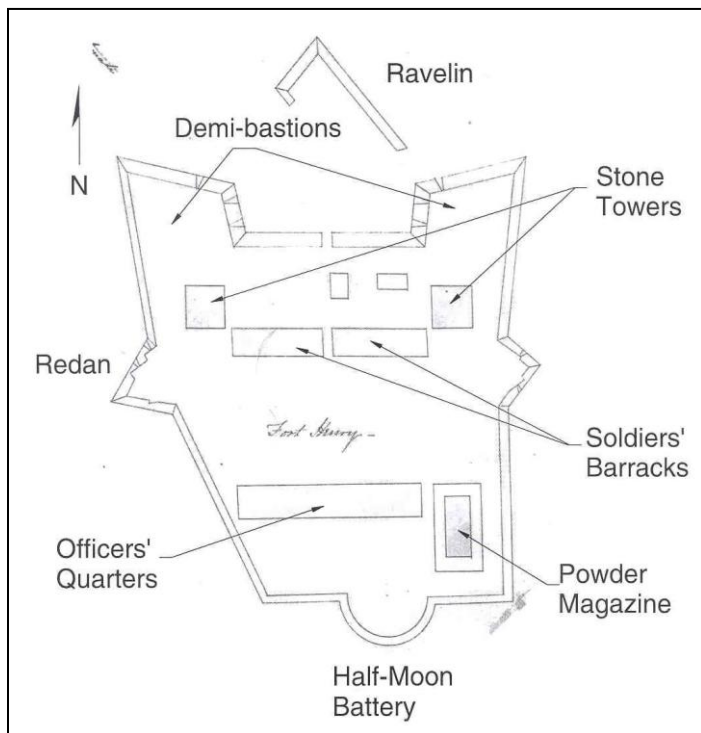 Ravelin
Demi-bastions
N
Stone
Towers
Redan
Fort Henry
Soldiers'
Barracks
Officers'
Quarters
Powder
Magazine
Half-Moon
Battery